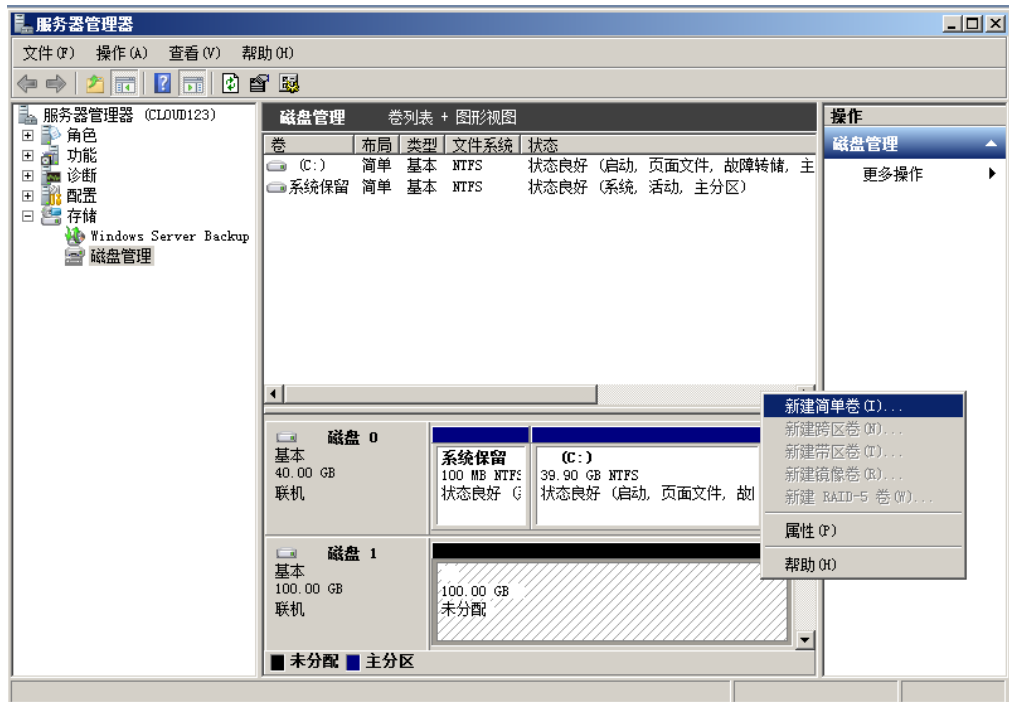 服务器管理器
文件(F) 操作(A) 查看(V) 帮助(H)
服务器管理器 (CLOUD123)
角色
功能
诊断
配置
存储
Windows Server Backup
磁盘管理
磁盘管理 卷列表 + 图形视图
卷 布局 类型 文件系统 状态
(C:) 简单 基本 NTFS 状态良好 (启动, 页面文件, 故障转储, 主
系统保留 简单 基本 NTFS 状态良好 (系统, 活动, 主分区)
磁盘 0
基本
40.00 GB
联机
系统保留
100 MB NTFS
状态良好 (
(C:)
39.90 GB NTFS
状态良好 (启动, 页面文件, 故
磁盘 1
基本
100.00 GB
联机
100.00 GB
未分配
未分配 主分区
操作
磁盘管理
更多操作
新建简单卷(I)...
新建跨区卷(N)...
新建带区卷(T)...
新建镜像卷(R)...
新建 RAID-5 卷(W)...
属性(P)
帮助(H)